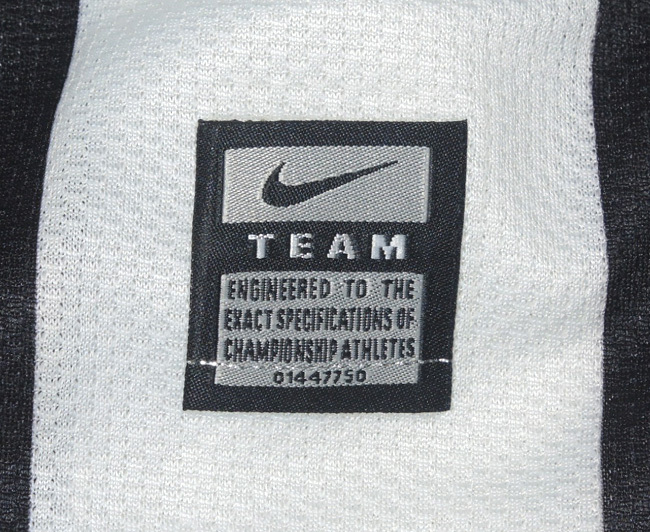 TEAM
ENGINEERED TO THE
EXACT SPECIFICATIONS OF
CHAMPIONSHIP ATHLETES
01447750